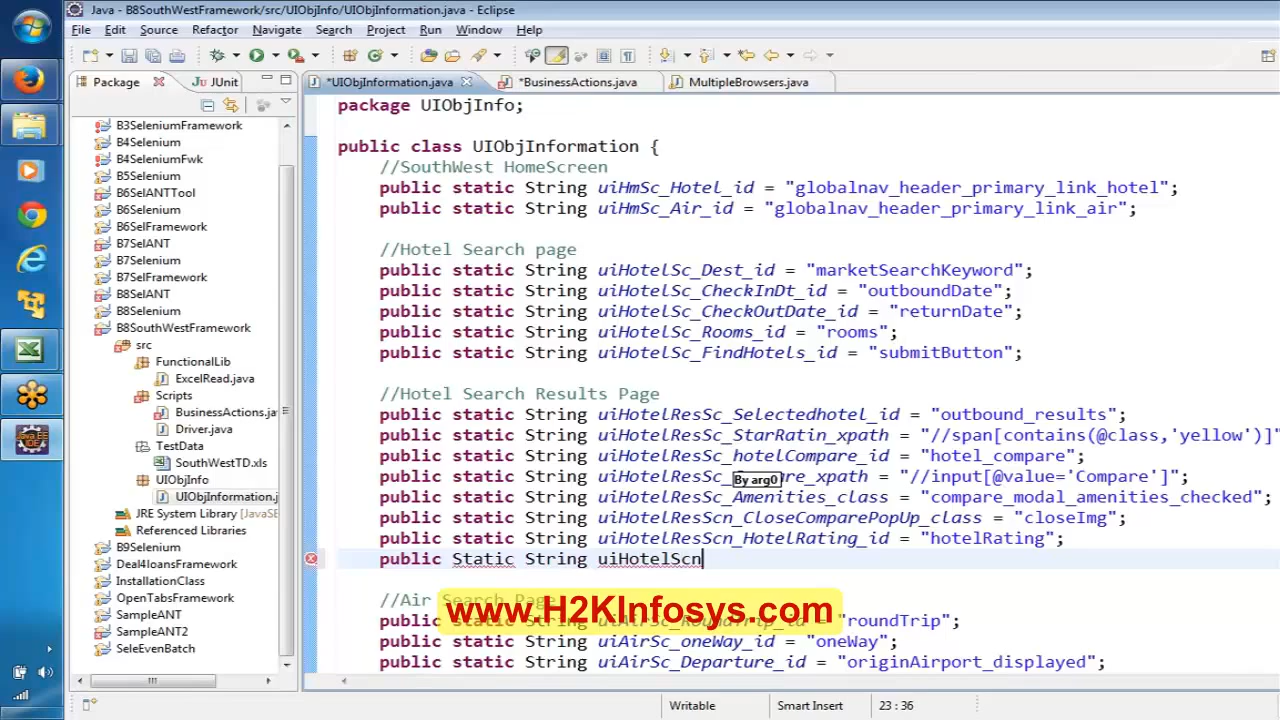 Java - B8SouthWestFramework/src/UIObjInfo/UIObjInformation.java - Eclipse
File Edit Source Refactor Navigate Search Project Run Window Help
Package JUnit
*UIObjInformation.java *BusinessActions.java MultipleBrowsers.java
B3SeleniumFramework
B4Selenium
B4SeleniumFwk
B5Selenium
B6SelANTTool
B6Selenium
B6SelFramework
B7SelANT
B7Selenium
B7SelFramework
B8SelANT
B8Selenium
B8SouthWestFramework
src
FunctionalLib
ExcelRead.java
Scripts
BusinessActions.ja
Driver.java
TestData
SouthWestTD.xls
UIObjInfo
UIObjInformation.j
JRE System Library [JavaSE
Referenced Libraries
B9Selenium
Deal4loansFramework
InstallationClass
OpenTabsFramework
SampleANT
SampleANT2
SeleEvenBatch
package UIObjInfo;
public class UIObjInformation {
//SouthWest HomeScreen
public static String uiHmSc_Hotel_id = "globalnav_header_primary_link_hotel";
public static String uiHmSc_Air_id = "globalnav_header_primary_link_air";
//Hotel Search page
public static String uiHotelSc_Dest_id = "marketSearchKeyword";
public static String uiHotelSc_CheckInDt_id = "outboundDate";
public static String uiHotelSc_CheckOutDate_id = "returnDate";
public static String uiHotelSc_Rooms_id = "rooms";
public static String uiHotelSc_FindHotels_id = "submitButton";
//Hotel Search Results Page
public static String uiHotelResSc_Selectedhotel_id = "outbound_results";
public static String uiHotelResSc_StarRatin_xpath = "//span[contains(@class,'yellow')]"
public static String uiHotelResSc_hotelCompare_id = "hotel_compare";
public static String uiHotelResSc_ re_xpath = "//input[@value='Compare']";
By arg0
public static String uiHotelResSc_Amenities_class = "compare_modal_amenities_checked";
public static String uiHotelResScn_CloseComparePopUp_class = "closeImg";
public static String uiHotelResScn_HotelRating_id = "hotelRating";
public Static String uiHotelScn
//Air Search Page
www.H2KInfosys.com
public static String uiAirSc_RoundTrip_id = "roundTrip";
public static String uiAirSc_oneWay_id = "oneWay";
public static String uiAirSc_Departure_id = "originAirport_displayed";
Writable Smart Insert 23 : 36